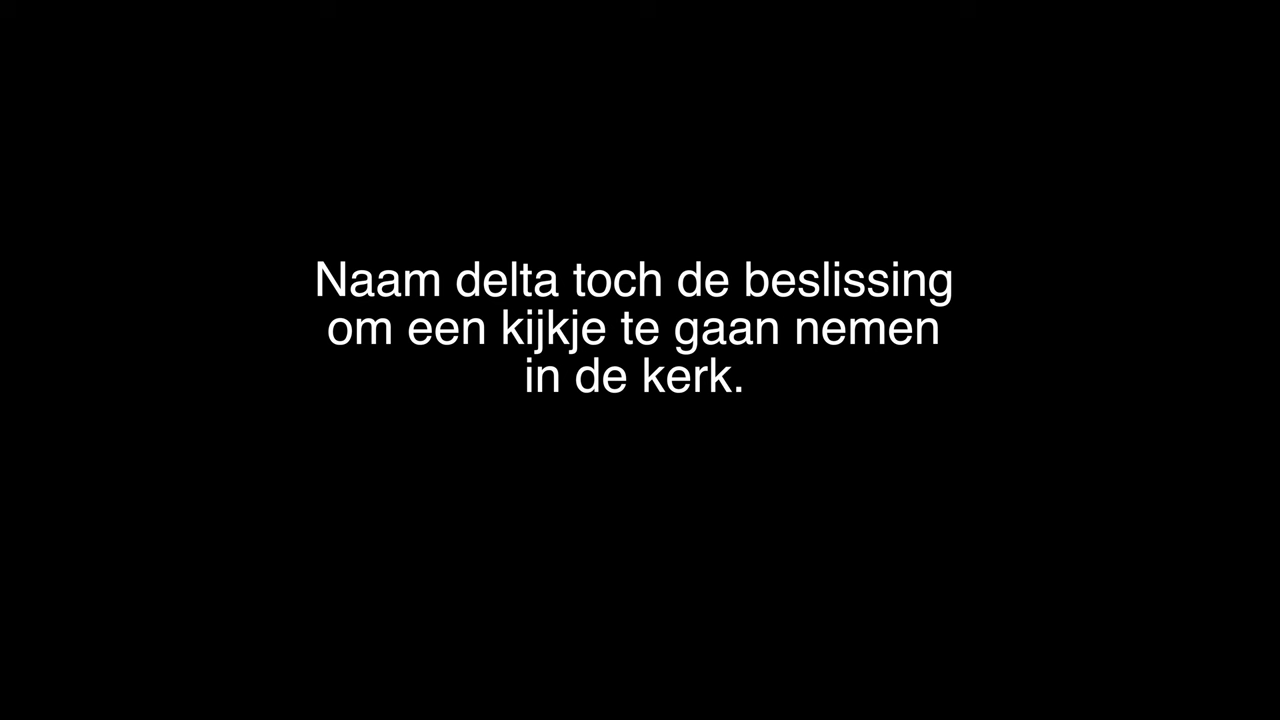 Naam delta toch de beslissing
om een kijkje te gaan nemen
in de kerk.